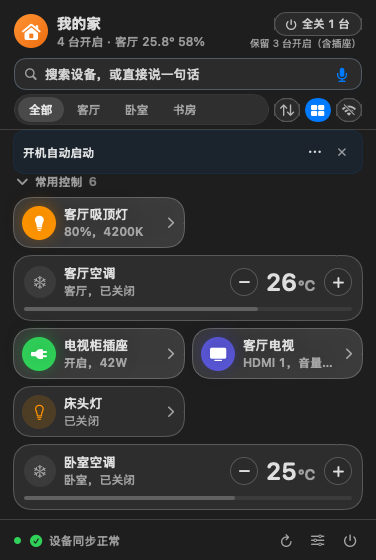 我的家
4 台开启 · 客厅 25.8° 58%
全关 1 台
保留 3 台开启（含插座）
搜索设备，或直接说一句话
全部 客厅 卧室 书房
开机自动启动
常用控制 6
客厅吸顶灯
80%，4200K
客厅空调
客厅，已关闭
26°C
电视柜插座
开启，42W
客厅电视
HDMI 1，音量...
床头灯
已关闭
卧室空调
卧室，已关闭
25°C
设备同步正常